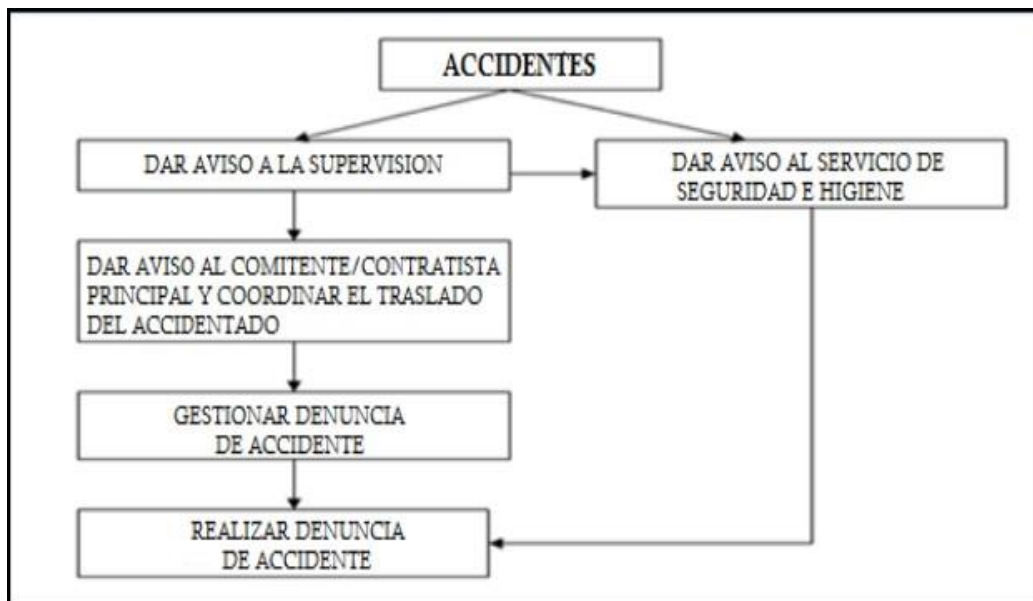 ACCIDENTES
DAR AVISO A LA SUPERVISION
DAR AVISO AL SERVICIO DE
SEGURIDAD E HIGIENE
DAR AVISO AL COMITENTE/CONTRATISTA
PRINCIPAL Y COORDINAR EL TRASLADO
DEL ACCIDENTADO
GESTIONAR DENUNCIA
DE ACCIDENTE
REALIZAR DENUNCIA
DE ACCIDENTE